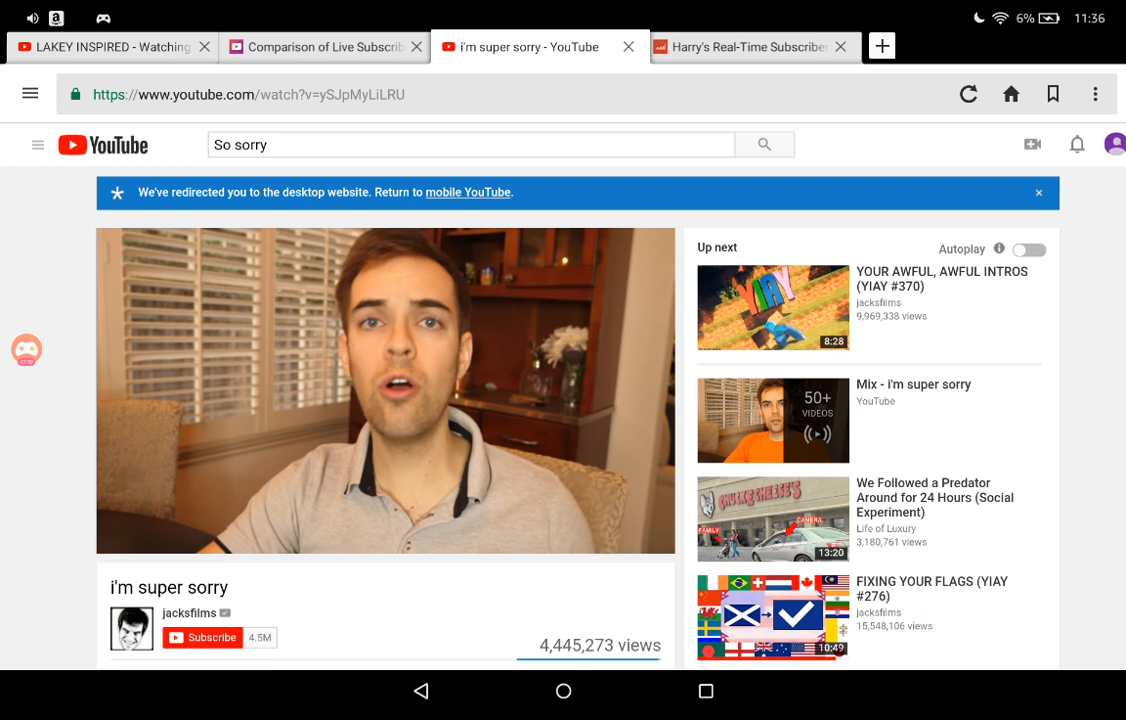 6% 11:36
LAKEY INSPIRED - Watching
Comparison of Live Subscrib
i'm super sorry - YouTube
Harry's Real-Time Subscriber
https://www.youtube.com/watch?v=ySJpMyLiLRU
YouTube
So sorry
We've redirected you to the desktop website. Return to mobile YouTube.
Up next
Autoplay
YIAY
8:28
YOUR AWFUL, AWFUL INTROS
(YIAY #370)
jacksfilms
9,969,338 views
50+
VIDEOS
Mix - i'm super sorry
YouTube
CHUCK E CHEESE'S
FAMILY
CAMERA
13:20
We Followed a Predator
Around for 24 Hours (Social
Experiment)
Life of Luxury
3,180,761 views
10:49
FIXING YOUR FLAGS (YIAY
#276)
jacksfilms
15,548,106 views
i'm super sorry
jacksfilms
Subscribe 4.5M
4,445,273 views